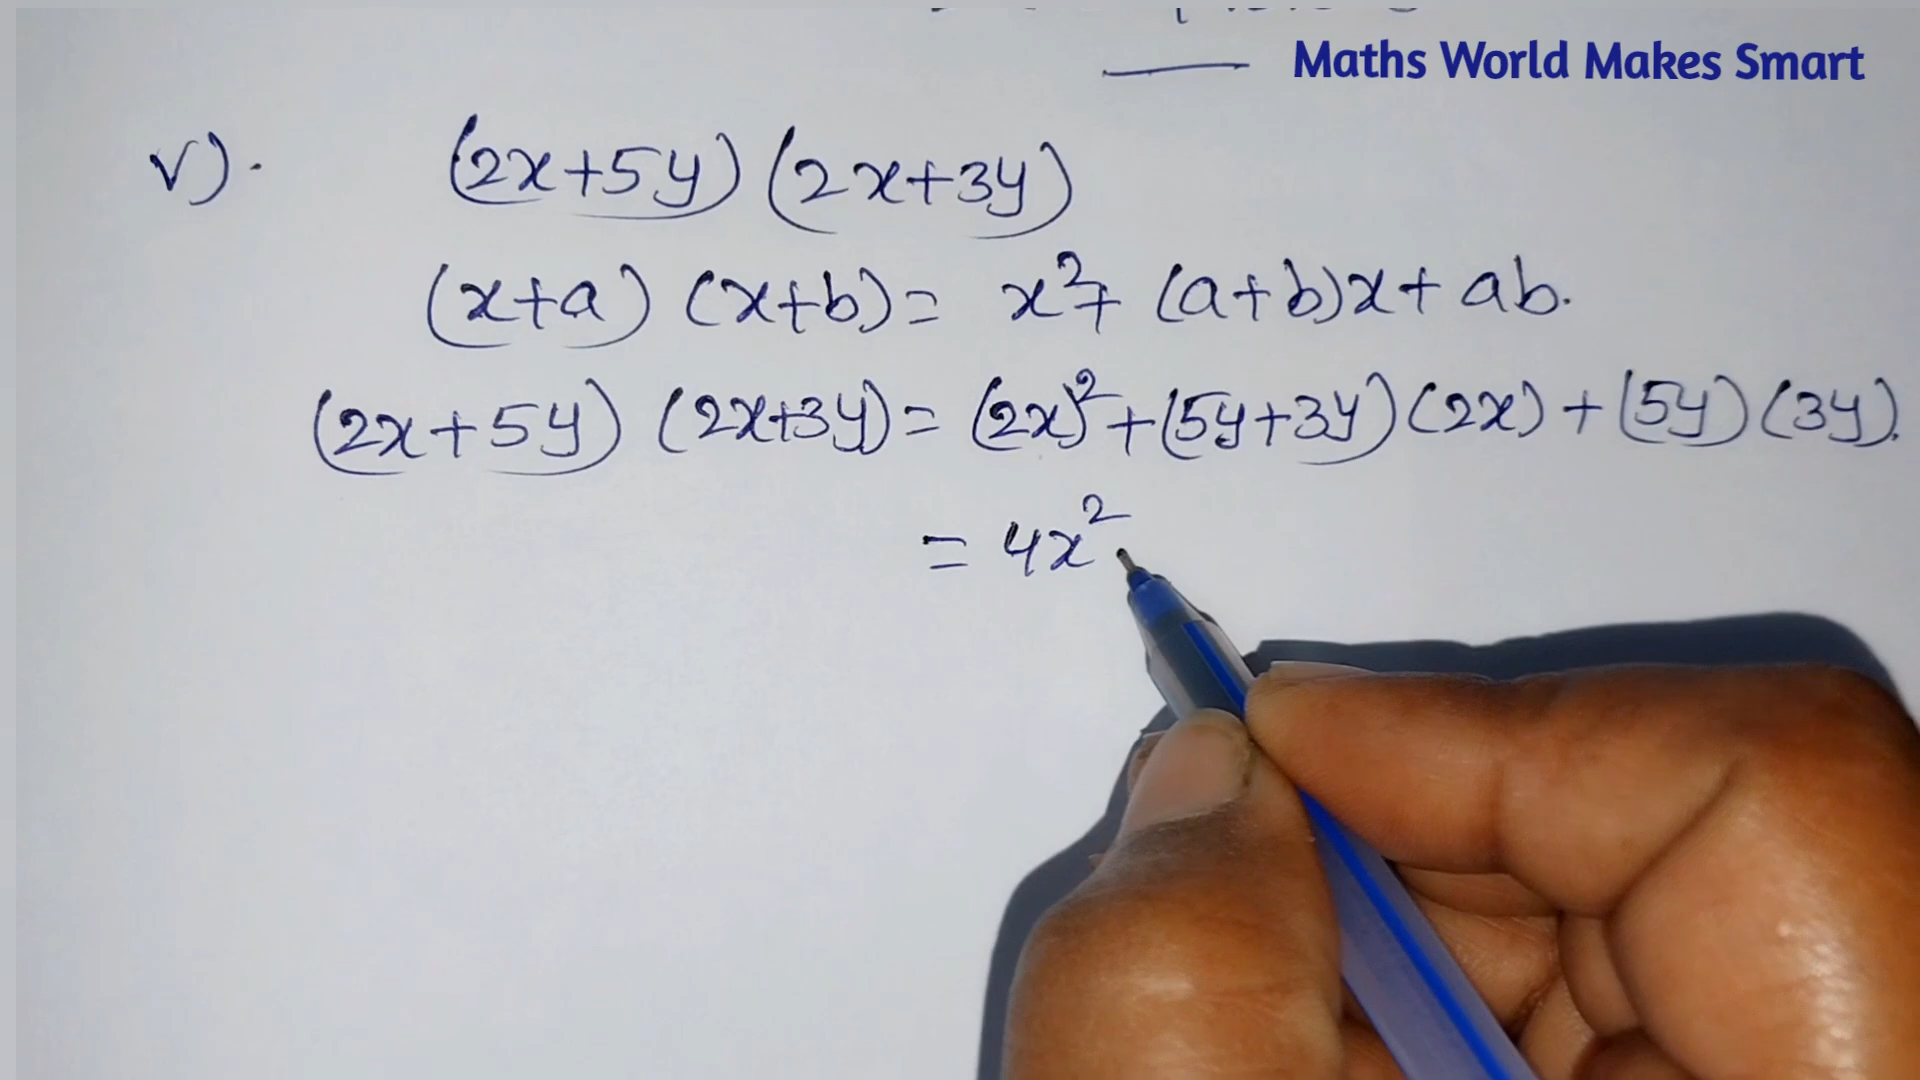 Maths World Makes Smart
v). (2x+5y) (2x+3y)
(x+a) (x+b) = x²+ (a+b)x + ab.
(2x+5y) (2x+3y) = (2x)² + (5y+3y) (2x) + (5y) (3y).
= 4x²